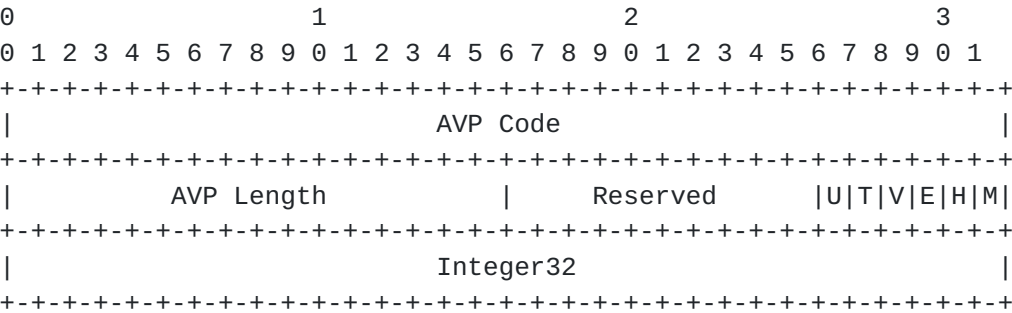 0                   1                   2                   3
0 1 2 3 4 5 6 7 8 9 0 1 2 3 4 5 6 7 8 9 0 1 2 3 4 5 6 7 8 9 0 1
+-+-+-+-+-+-+-+-+-+-+-+-+-+-+-+-+-+-+-+-+-+-+-+-+-+-+-+-+-+-+-+-+
|                           AVP Code                            |
+-+-+-+-+-+-+-+-+-+-+-+-+-+-+-+-+-+-+-+-+-+-+-+-+-+-+-+-+-+-+-+-+
|          AVP Length           |     Reserved      |U|T|V|E|H|M|
+-+-+-+-+-+-+-+-+-+-+-+-+-+-+-+-+-+-+-+-+-+-+-+-+-+-+-+-+-+-+-+-+
|                           Integer32                           |
+-+-+-+-+-+-+-+-+-+-+-+-+-+-+-+-+-+-+-+-+-+-+-+-+-+-+-+-+-+-+-+-+